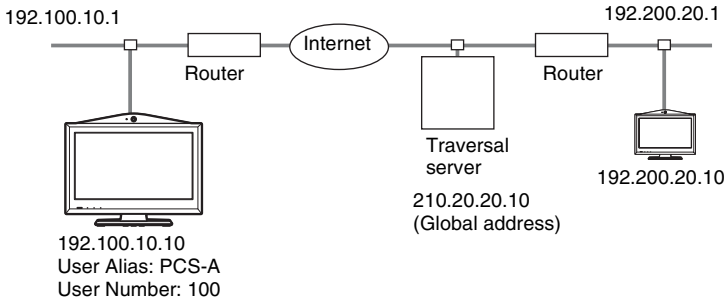 192.100.10.1
192.200.20.1
Internet
Router
Router
Traversal
server
192.200.20.10
210.20.20.10
(Global address)
192.100.10.10
User Alias: PCS-A
User Number: 100